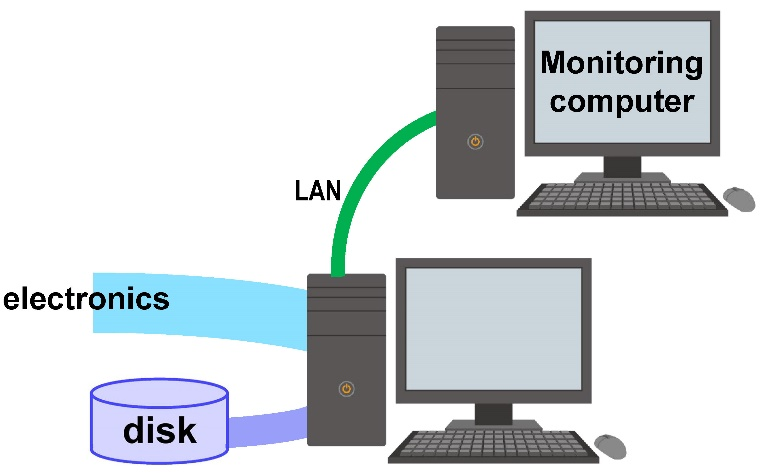 Monitoring
computer
LAN
electronics
disk